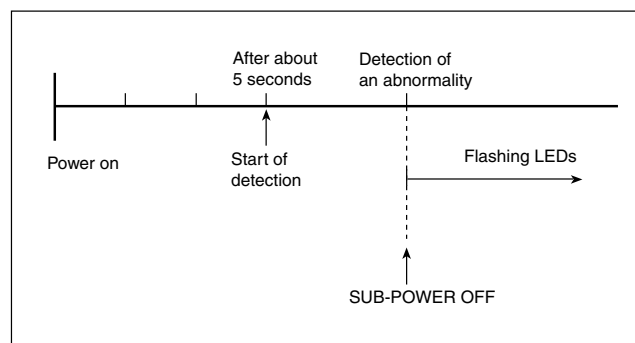 After about
5 seconds
Detection of
an abnormality
Power on
Start of
detection
Flashing LEDs
SUB-POWER OFF